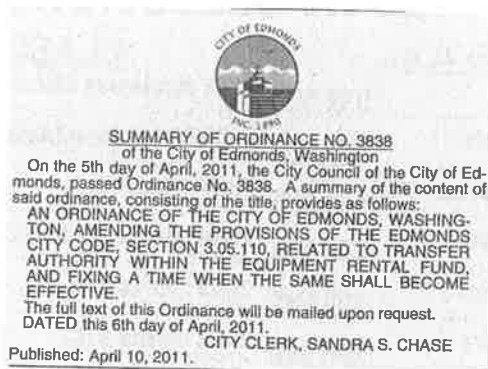 CITY OF EDMONDS
INC. 1890
SUMMARY OF ORDINANCE NO. 3838
of the City of Edmonds, Washington
On the 5th day of April, 2011, the City Council of the City of Ed-
monds, passed Ordinance No. 3838. A summary of the content of
said ordinance, consisting of the title, provides as follows:
AN ORDINANCE OF THE CITY OF EDMONDS, WASHING-
TON, AMENDING THE PROVISIONS OF THE EDMONDS
CITY CODE, SECTION 3.05.110, RELATED TO TRANSFER
AUTHORITY WITHIN THE EQUIPMENT RENTAL FUND,
AND FIXING A TIME WHEN THE SAME SHALL BECOME
EFFECTIVE.
The full text of this Ordinance will be mailed upon request.
DATED this 6th day of April, 2011.
CITY CLERK, SANDRA S. CHASE
Published: April 10, 2011.